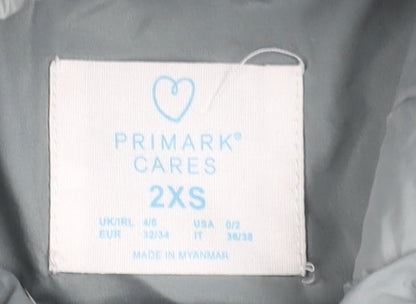 PRIMARK®
CARES
2XS
UK/IRL 4/6 USA 0/2
EUR 32/34 IT 36/38
MADE IN MYANMAR